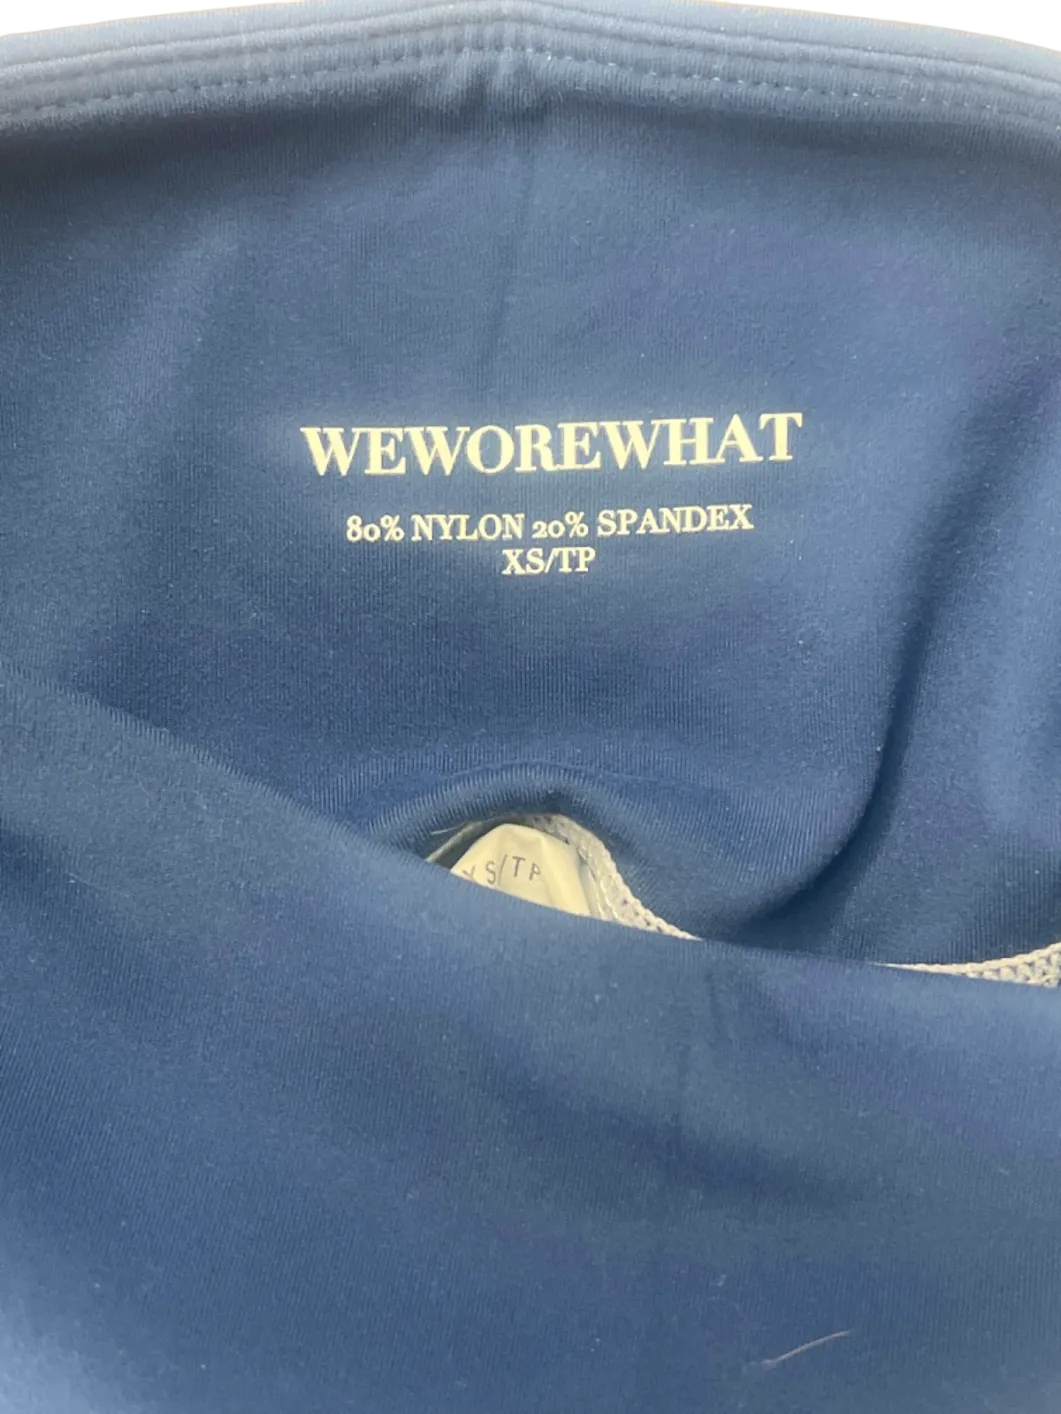 WEWOREWHAT
80% NYLON 20% SPANDEX
XS/TP
XS/TP